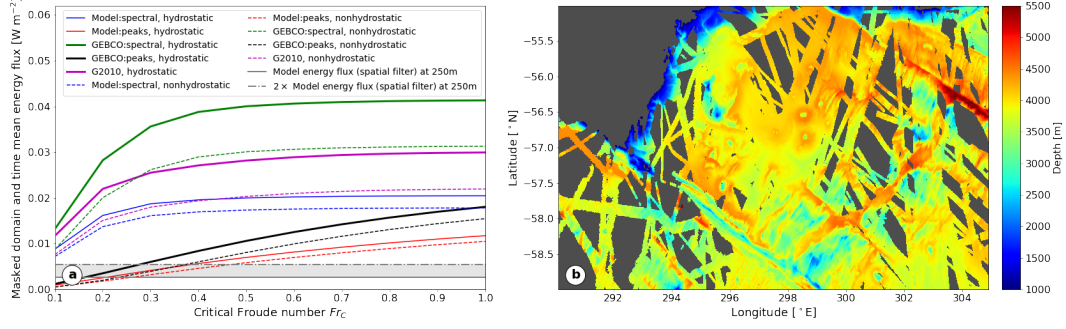 Masked domain and time mean energy flux [W m⁻²]
0.06
0.05
0.04
0.03
0.02
0.01
0.00
Model:spectral, hydrostatic
Model:peaks, hydrostatic
GEBCO:spectral, hydrostatic
GEBCO:peaks, hydrostatic
G2010, hydrostatic
Model:spectral, nonhydrostatic
Model:peaks, nonhydrostatic
GEBCO:spectral, nonhydrostatic
GEBCO:peaks, nonhydrostatic
G2010, nonhydrostatic
Model energy flux (spatial filter) at 250m
2 × Model energy flux (spatial filter) at 250m
a
0.1 0.2 0.3 0.4 0.5 0.6 0.7 0.8 0.9 1.0
Critical Froude number Fr_C
Latitude [°N]
−55.0
−55.5
−56.0
−56.5
−57.0
−57.5
−58.0
−58.5
b
292 294 296 298 300 302 304
Longitude [°E]
5500
5000
4500
4000
3500
3000
2500
2000
1500
1000
Depth [m]